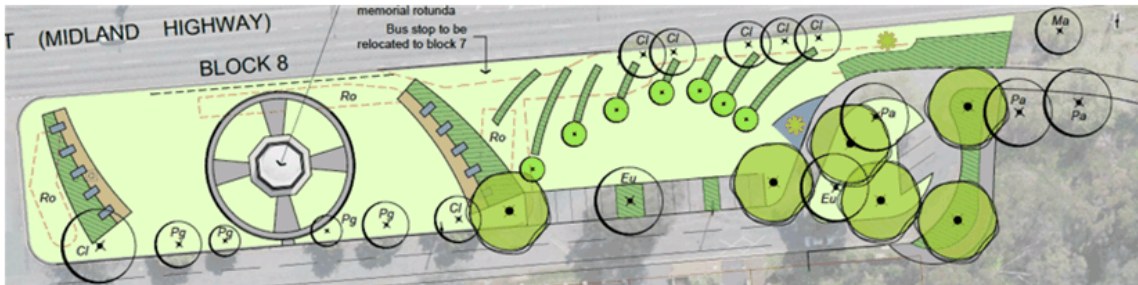 memorial rotunda
T (MIDLAND HIGHWAY)
Bus stop to be
relocated to block 7
BLOCK 8
Cl
Cl
Cl
Cl
Cl
Ma
Ro
Ro
Ro
Pa
Pa
Pa
Eu
Eu
Cl
Pg
Pg
Pg
Pg
Cl